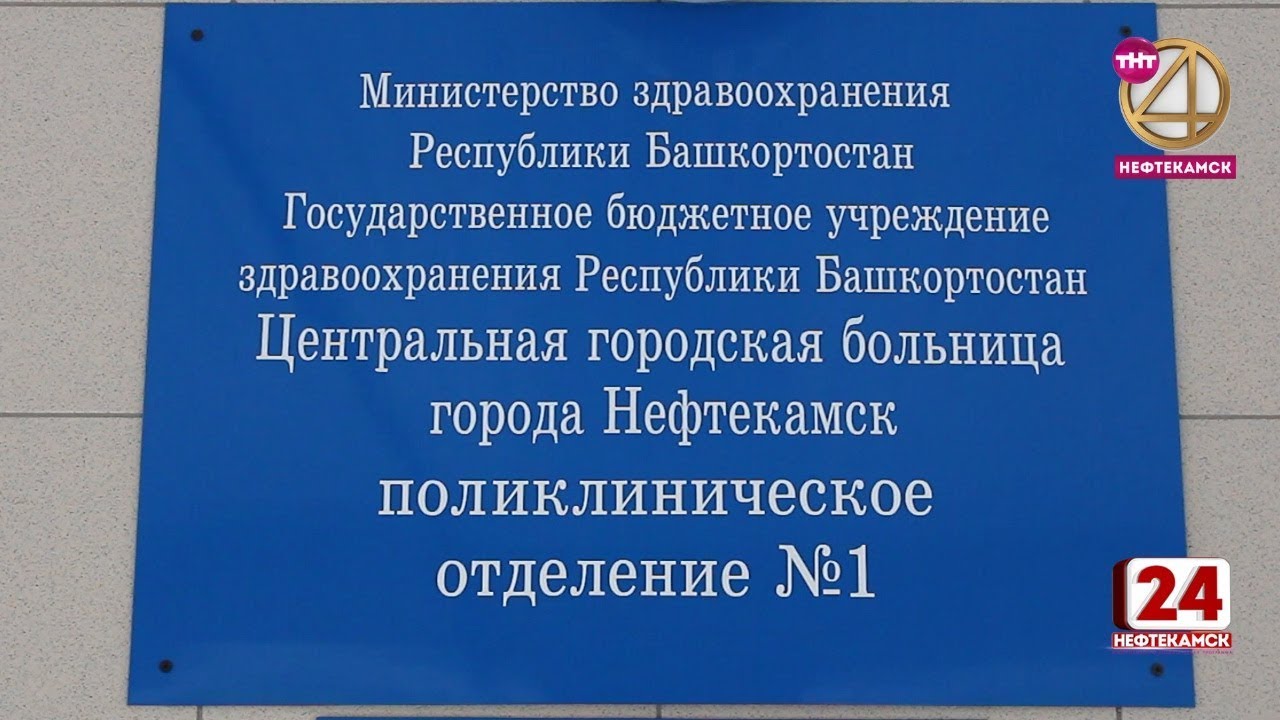 Министерство здравоохранения
Республики Башкортостан
Государственное бюджетное учреждение
здравоохранения Республики Башкортостан
Центральная городская больница
города Нефтекамск
поликлиническое
отделение №1
ТНТ
4
НЕФТЕКАМСК
24
НЕФТЕКАМСК